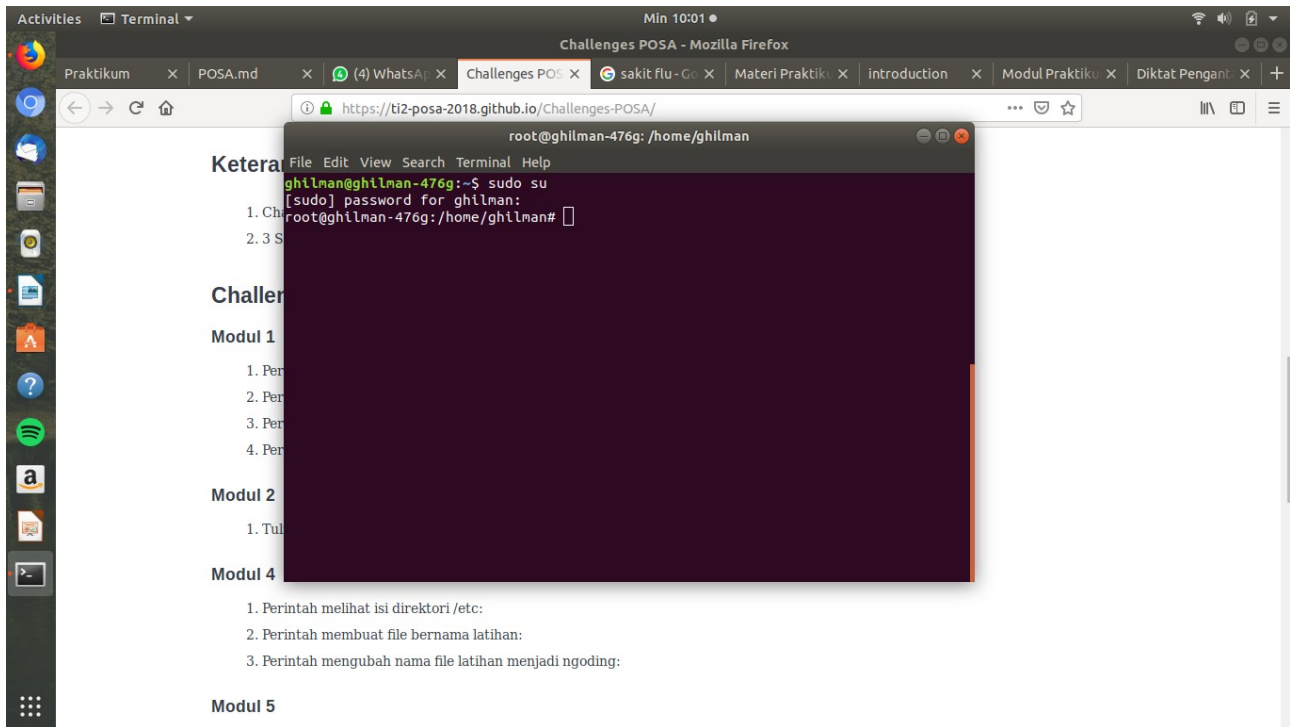 Activities Terminal Min 10:01
Challenges POSA - Mozilla Firefox
Praktikum POSA.md (4) WhatsAp Challenges POS sakit flu - Go Materi Praktiku introduction Modul Praktiku Diktat Penganta
https://ti2-posa-2018.github.io/Challenges-POSA/
root@ghilman-476g: /home/ghilman
File Edit View Search Terminal Help
ghilman@ghilman-476g:~$ sudo su
[sudo] password for ghilman:
root@ghilman-476g:/home/ghilman#
Keterar
1. Cha
2. 3 S
Challer
Modul 1
1. Per
2. Per
3. Per
4. Per
Modul 2
1. Tul
Modul 4
1. Perintah melihat isi direktori /etc:
2. Perintah membuat file bernama latihan:
3. Perintah mengubah nama file latihan menjadi ngoding:
Modul 5